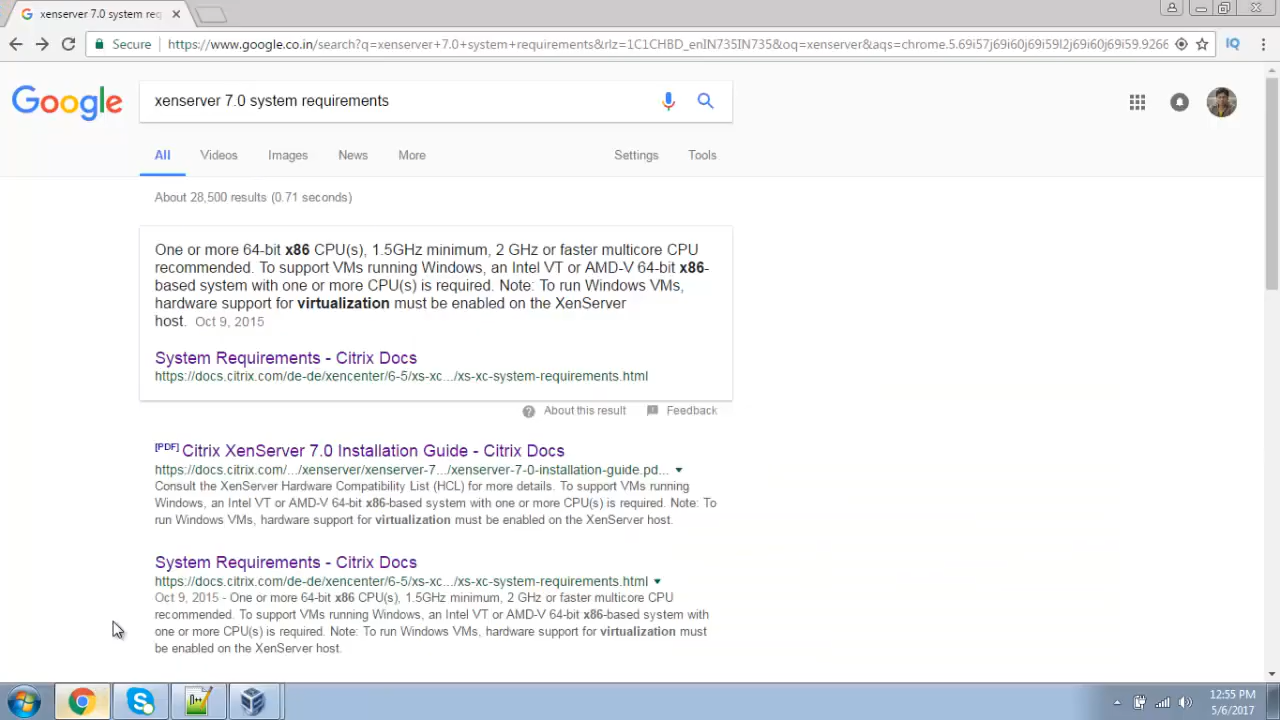 xenserver 7.0 system req
Secure
https://www.google.co.in/search?q=xenserver+7.0+system+requirements&rlz=1C1CHBD_enIN735IN735&oq=xenserver&aqs=chrome.5.69i57j69i60j69i59l2j69i60j69i59.9266
IQ
Google
xenserver 7.0 system requirements
All Videos Images News More Settings Tools
About 28,500 results (0.71 seconds)
One or more 64-bit x86 CPU(s), 1.5GHz minimum, 2 GHz or faster multicore CPU
recommended. To support VMs running Windows, an Intel VT or AMD-V 64-bit x86-
based system with one or more CPU(s) is required. Note: To run Windows VMs,
hardware support for virtualization must be enabled on the XenServer
host. Oct 9, 2015
System Requirements - Citrix Docs
https://docs.citrix.com/de-de/xencenter/6-5/xs-xc.../xs-xc-system-requirements.html
About this result Feedback
[PDF] Citrix XenServer 7.0 Installation Guide - Citrix Docs
https://docs.citrix.com/.../xenserver/xenserver-7.../xenserver-7-0-installation-guide.pd...
Consult the XenServer Hardware Compatibility List (HCL) for more details. To support VMs running
Windows, an Intel VT or AMD-V 64-bit x86-based system with one or more CPU(s) is required. Note: To
run Windows VMs, hardware support for virtualization must be enabled on the XenServer host.
System Requirements - Citrix Docs
https://docs.citrix.com/de-de/xencenter/6-5/xs-xc.../xs-xc-system-requirements.html
Oct 9, 2015 - One or more 64-bit x86 CPU(s), 1.5GHz minimum, 2 GHz or faster multicore CPU
recommended. To support VMs running Windows, an Intel VT or AMD-V 64-bit x86-based system with
one or more CPU(s) is required. Note: To run Windows VMs, hardware support for virtualization must
be enabled on the XenServer host.
12:55 PM
5/6/2017